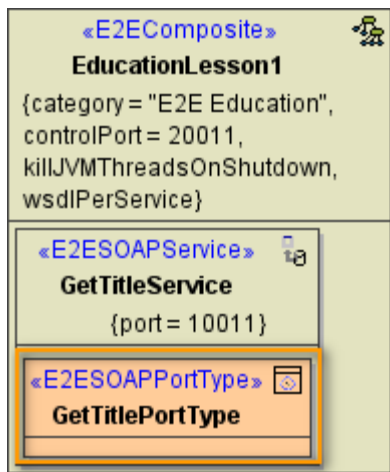 «E2EComposite»
EducationLesson1
{category = "E2E Education",
controlPort = 20011,
killJVMThreadsOnShutdown,
wsdlPerService}
«E2ESOAPService»
GetTitleService
{port = 10011}
«E2ESOAPPortType»
GetTitlePortType